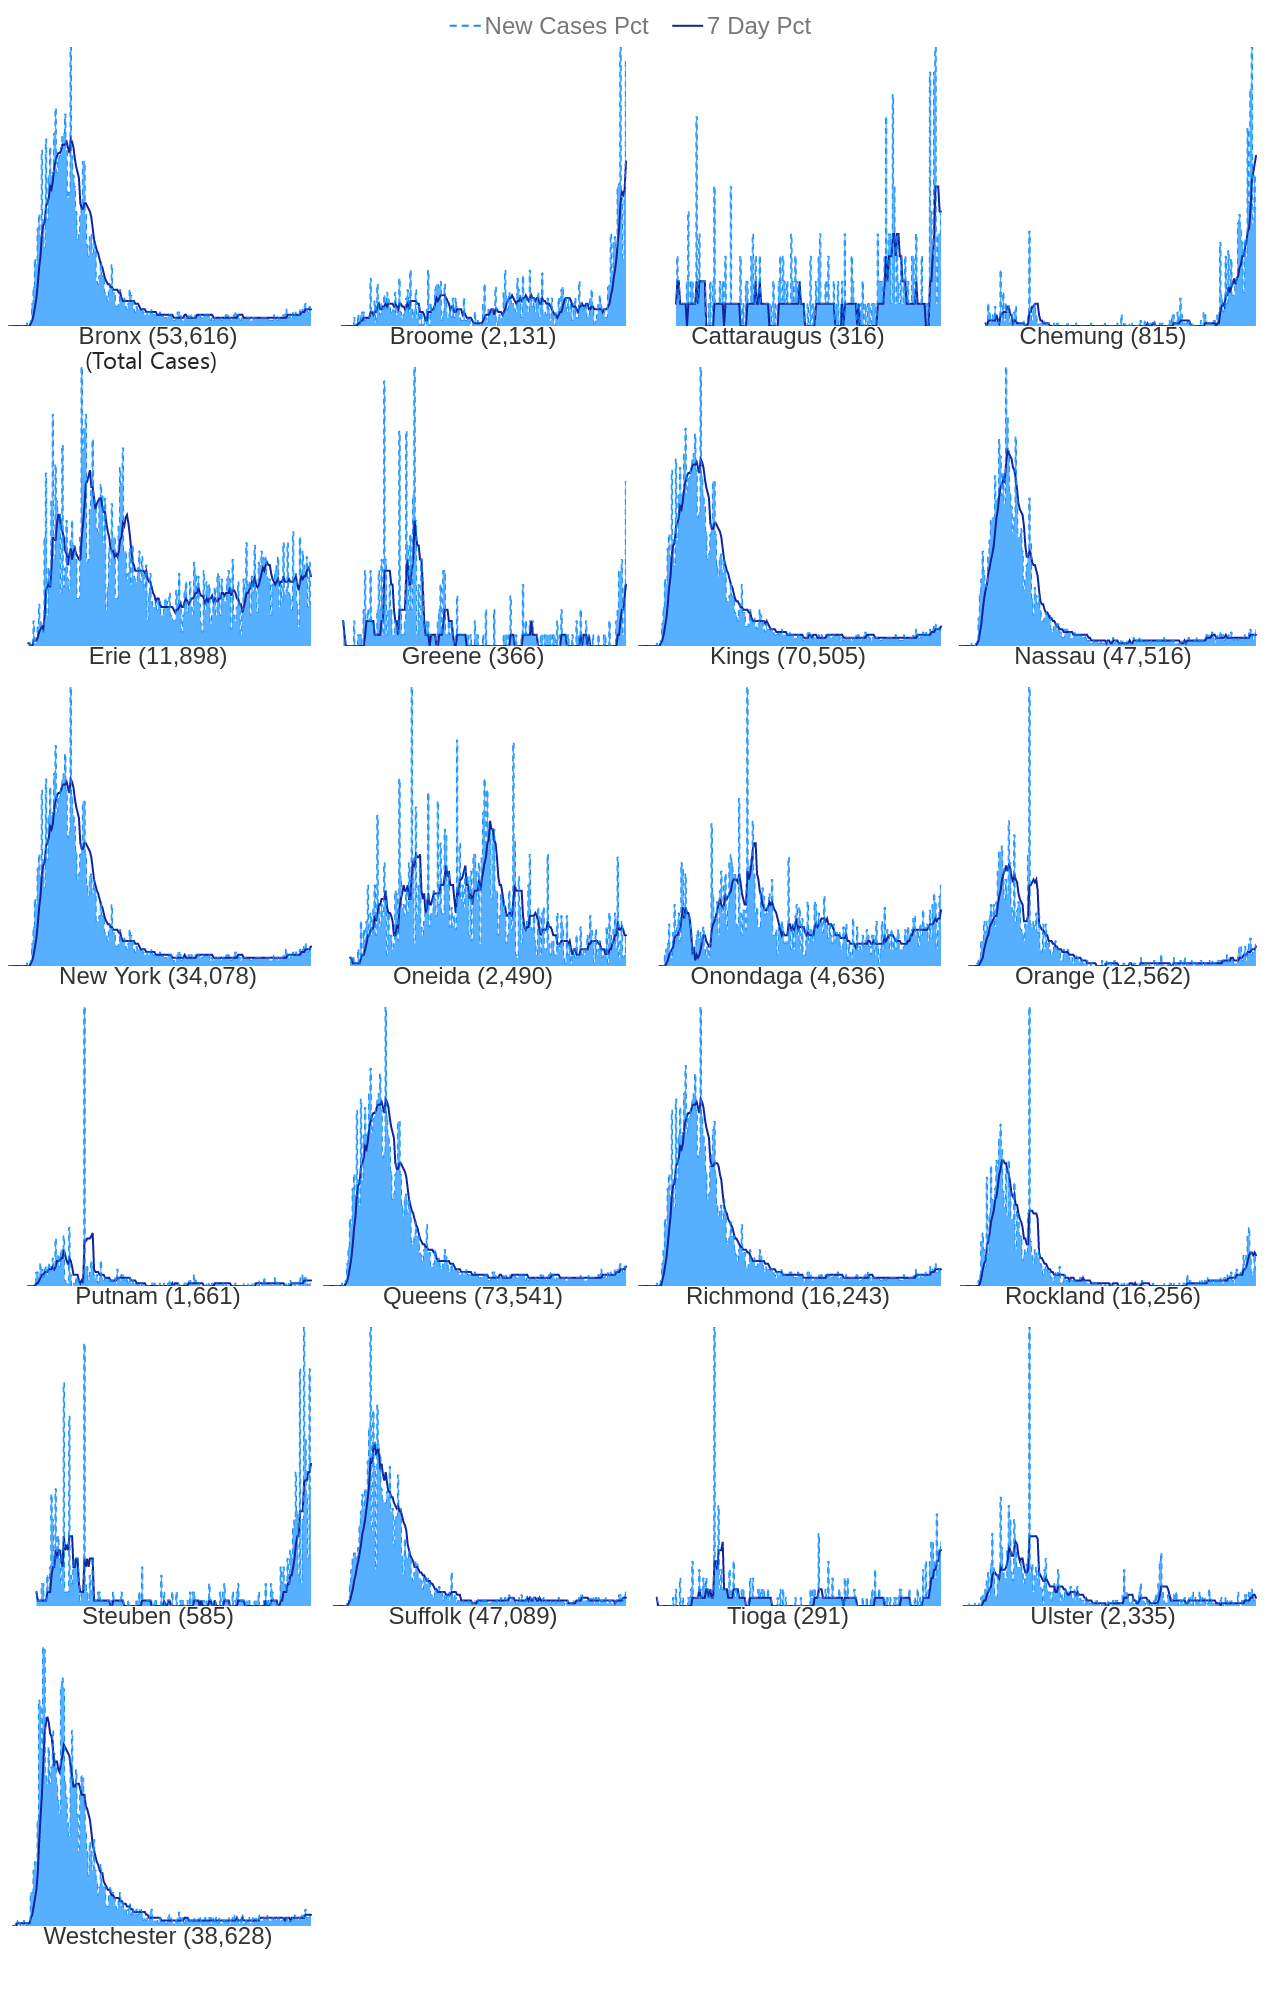 New Cases Pct 7 Day Pct
Bronx (53,616) Broome (2,131) Cattaraugus (316) Chemung (815)
(Total Cases)
Erie (11,898) Greene (366) Kings (70,505) Nassau (47,516)
New York (34,078) Oneida (2,490) Onondaga (4,636) Orange (12,562)
Putnam (1,661) Queens (73,541) Richmond (16,243) Rockland (16,256)
Steuben (585) Suffolk (47,089) Tioga (291) Ulster (2,335)
Westchester (38,628)